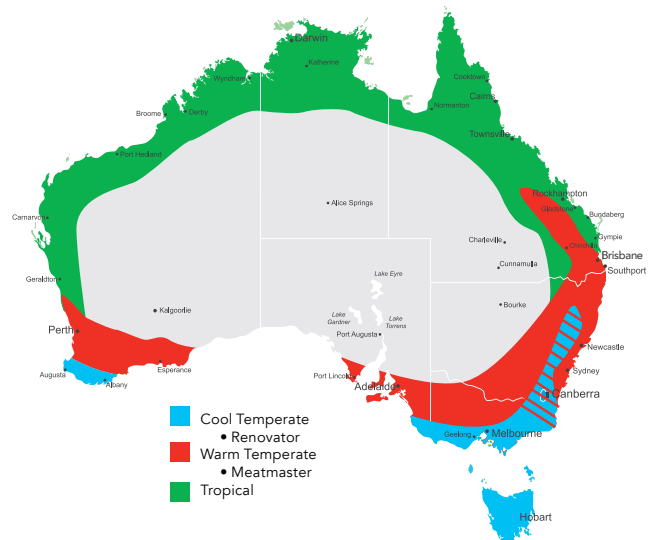 Darwin
Katherine
Wyndham
Cooktown
Cairns
Normanton
Broome
Derby
Townsville
Port Hedland
Rockhampton
Alice Springs
Gladstone
Bundaberg
Carnarvon
Charleville
Gympie
Chinchilla
Brisbane
Cunnamulla
Southport
Lake Eyre
Geraldton
Bourke
Kalgoorlie
Lake
Gardner
Lake
Torrens
Perth
Port Augusta
Newcastle
Esperance
Sydney
Augusta
Port Lincoln
Albany
Adelaide
Canberra
Geelong
Melbourne
Cool Temperate
• Renovator
Warm Temperate
• Meatmaster
Tropical
Hobart